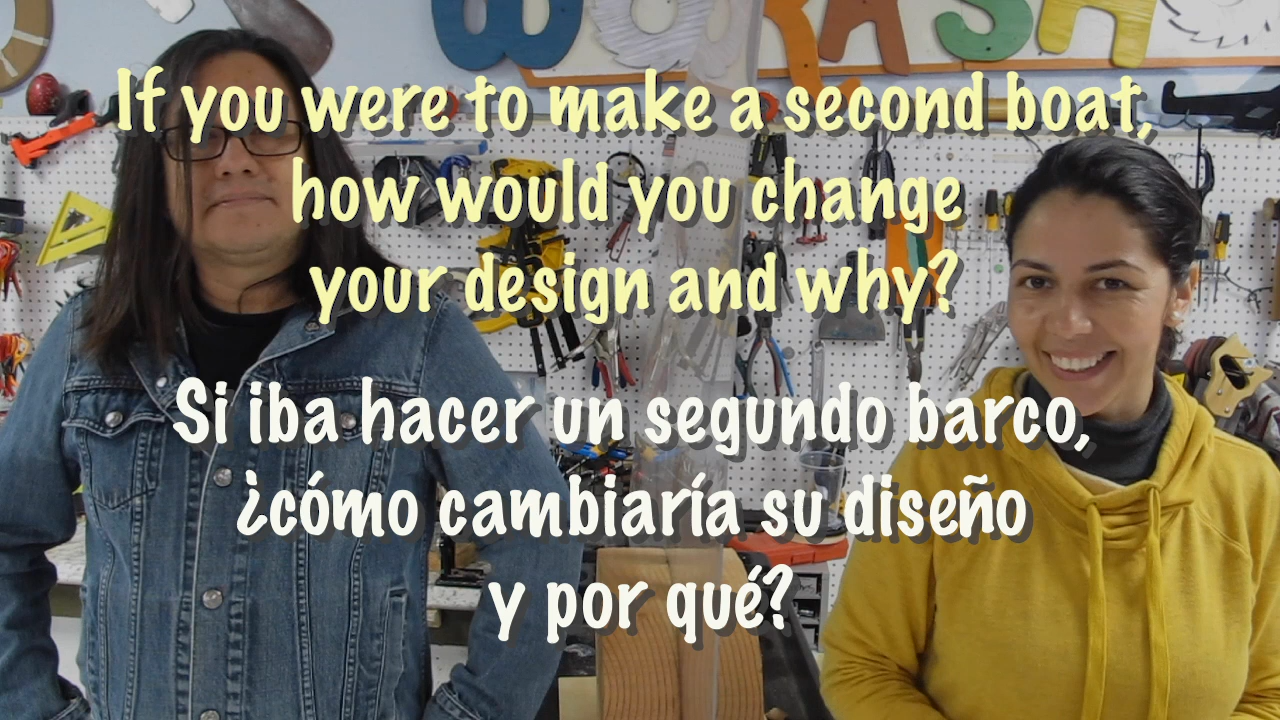 If you were to make a second boat,
how would you change
your design and why?
Si iba hacer un segundo barco,
¿cómo cambiaría su diseño
y por qué?